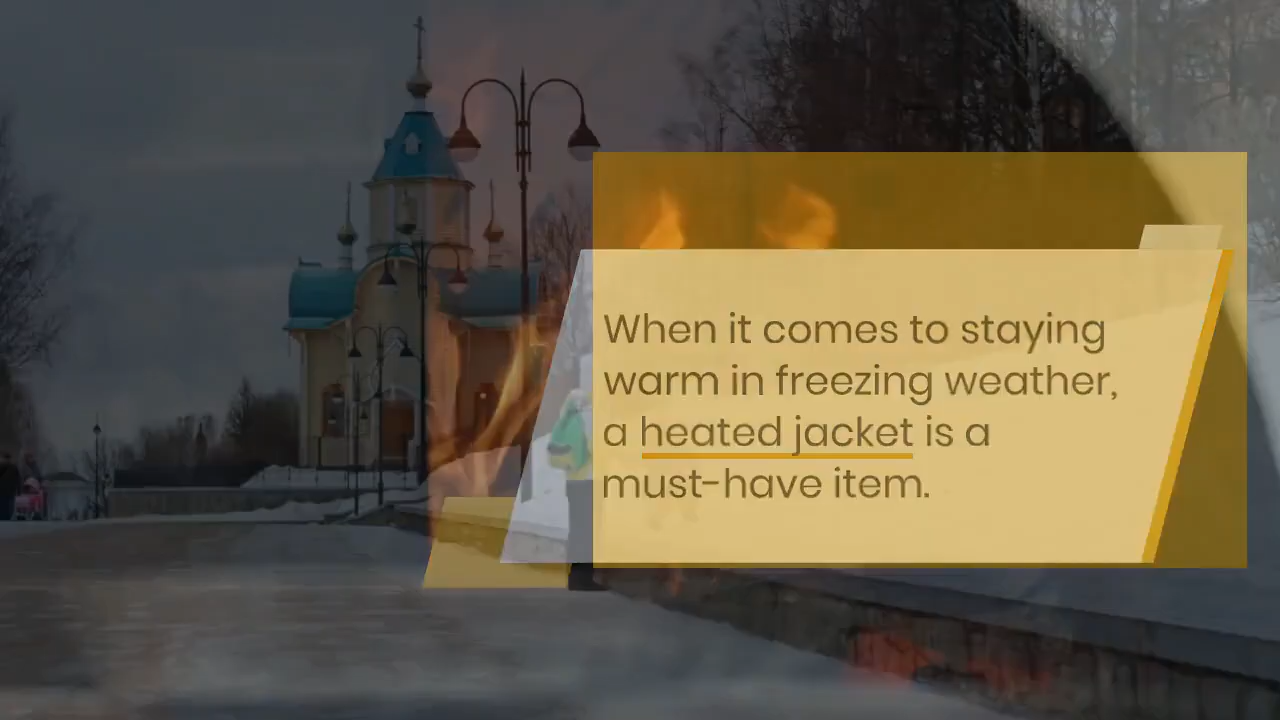 When it comes to staying
warm in freezing weather,
a heated jacket is a
must-have item.